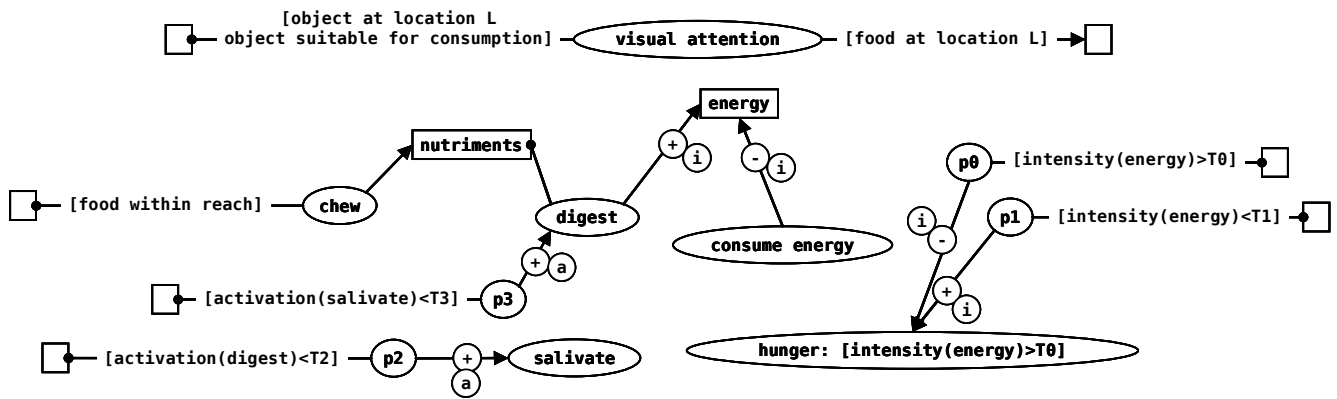 [object at location L
object suitable for consumption]
visual attention
[food at location L]
energy
nutriments
+
i
-
i
p0
[intensity(energy)>T0]
[food within reach]
chew
digest
p1
[intensity(energy)<T1]
i
-
consume energy
+
a
[activation(salivate)<T3]
p3
+
i
[activation(digest)<T2]
p2
+
a
salivate
hunger: [intensity(energy)>T0]